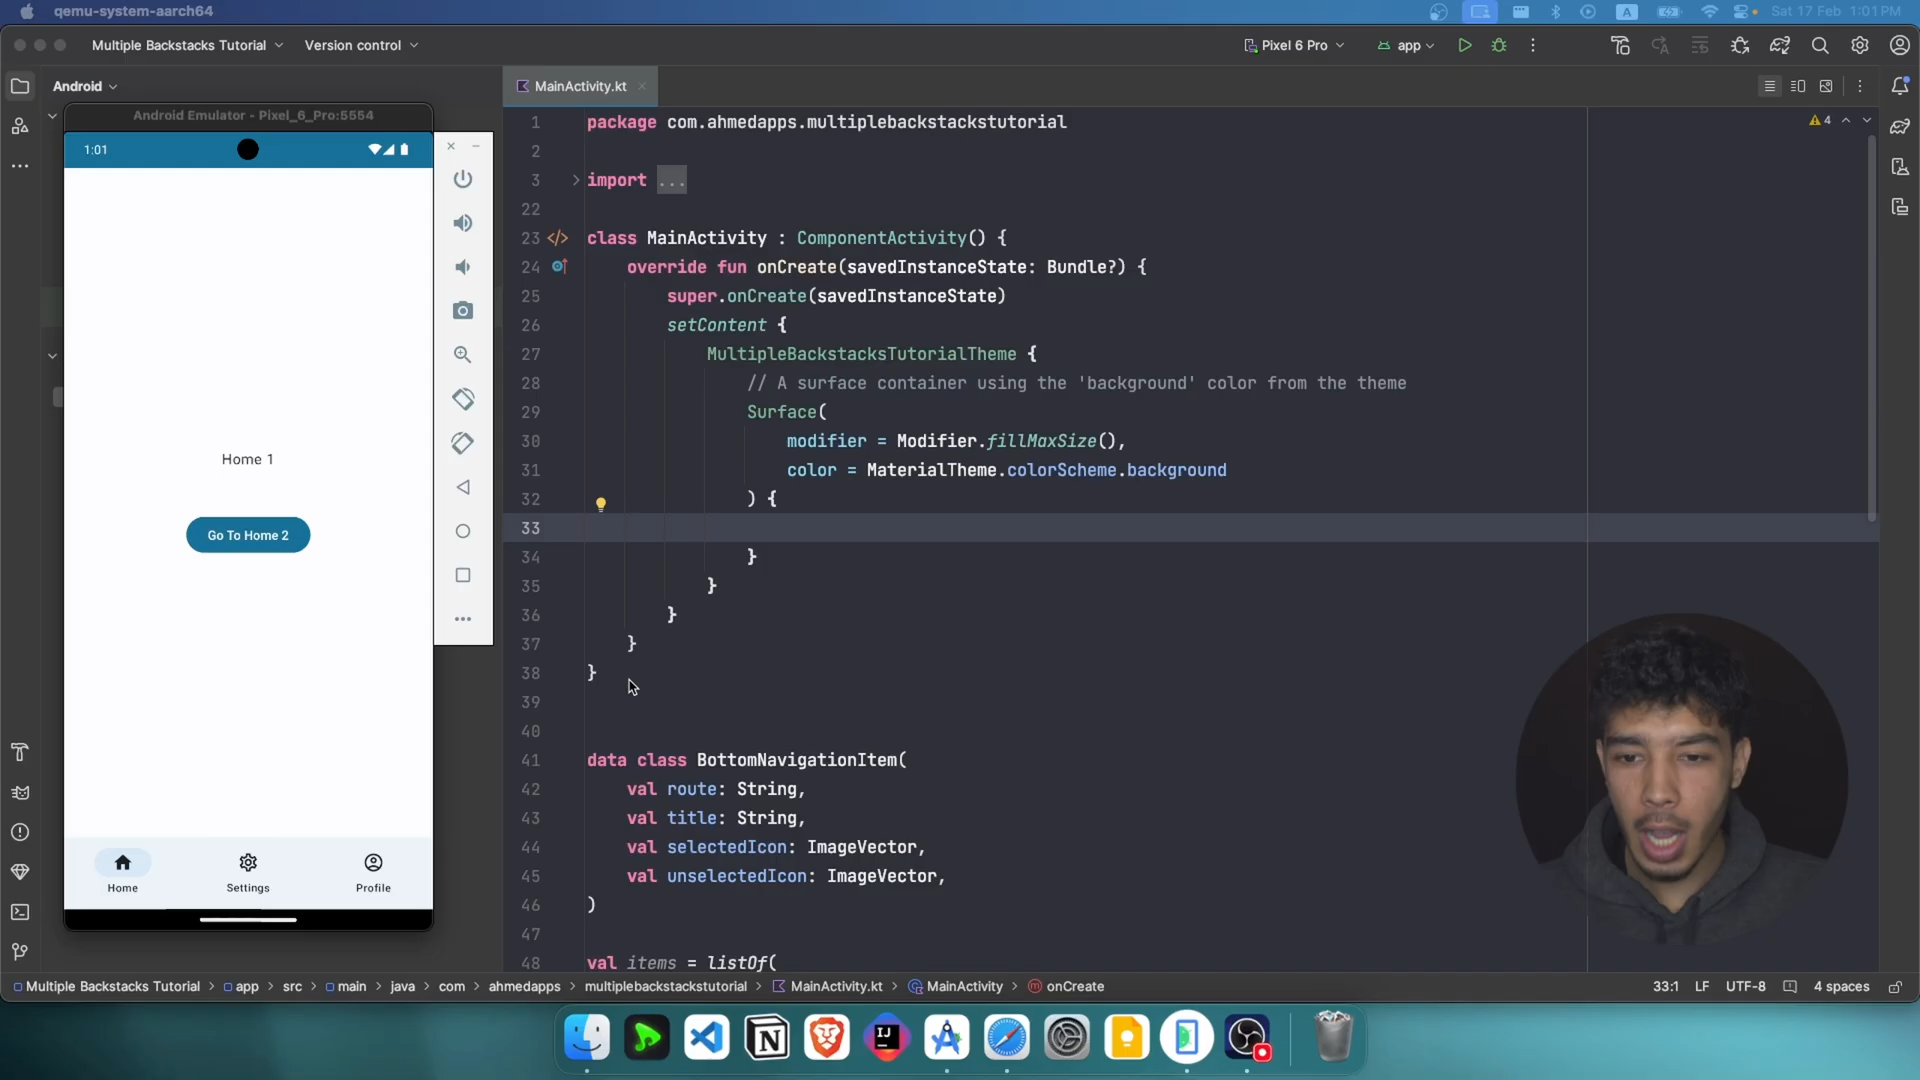 qemu-system-aarch64
A
Sat 17 Feb 1:01 PM
Multiple Backstacks Tutorial
Version control
Pixel 6 Pro
app
Android
MainActivity.kt
Android Emulator - Pixel_6_Pro:5554
1:01
Home 1
Go To Home 2
Home
Settings
Profile
4
1 package com.ahmedapps.multiplebackstackstutorial
2
3 import ...
22
23 class MainActivity : ComponentActivity() {
24 override fun onCreate(savedInstanceState: Bundle?) {
25 super.onCreate(savedInstanceState)
26 setContent {
27 MultipleBackstacksTutorialTheme {
28 // A surface container using the 'background' color from the theme
29 Surface(
30 modifier = Modifier.fillMaxSize(),
31 color = MaterialTheme.colorScheme.background
32 ) {
33
34 }
35 }
36 }
37 }
38 }
39
40
41 data class BottomNavigationItem(
42 val route: String,
43 val title: String,
44 val selectedIcon: ImageVector,
45 val unselectedIcon: ImageVector,
46 )
47
48 val items = listOf(
Multiple Backstacks Tutorial > app > src > main > java > com > ahmedapps > multiplebackstackstutorial > MainActivity.kt > MainActivity > onCreate
33:1 LF UTF-8 4 spaces
N
IJ